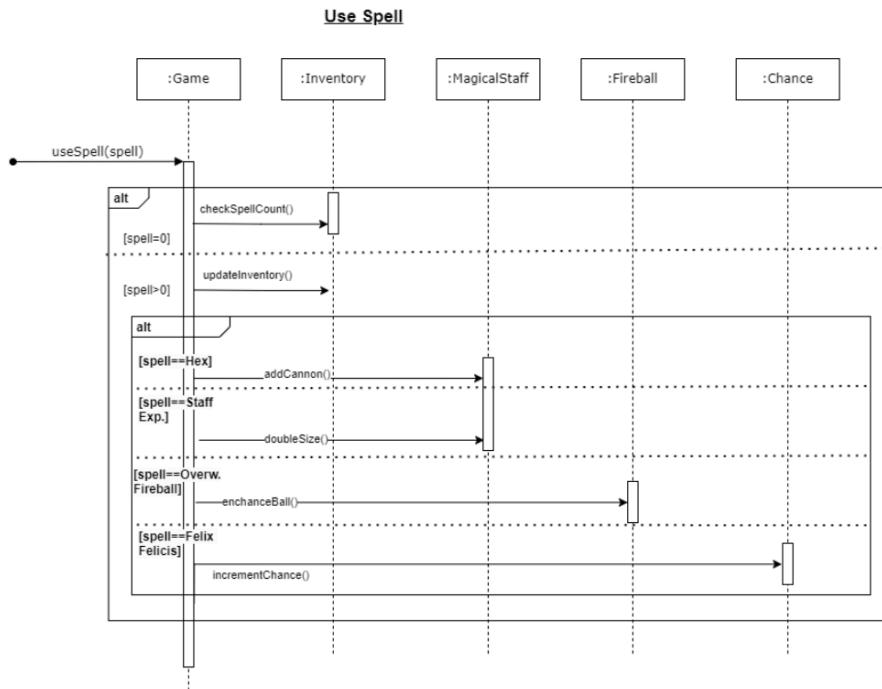 Use Spell
:Game
:Inventory
:MagicalStaff
:Fireball
:Chance
useSpell(spell)
alt
checkSpellCount()
[spell=0]
updateInventory()
[spell>0]
alt
[spell==Hex]
addCannon()
[spell==Staff
Exp.]
doubleSize()
[spell==Overw.
Fireball]
enchanceBall()
[spell==Felix
Felicis]
incrementChance()